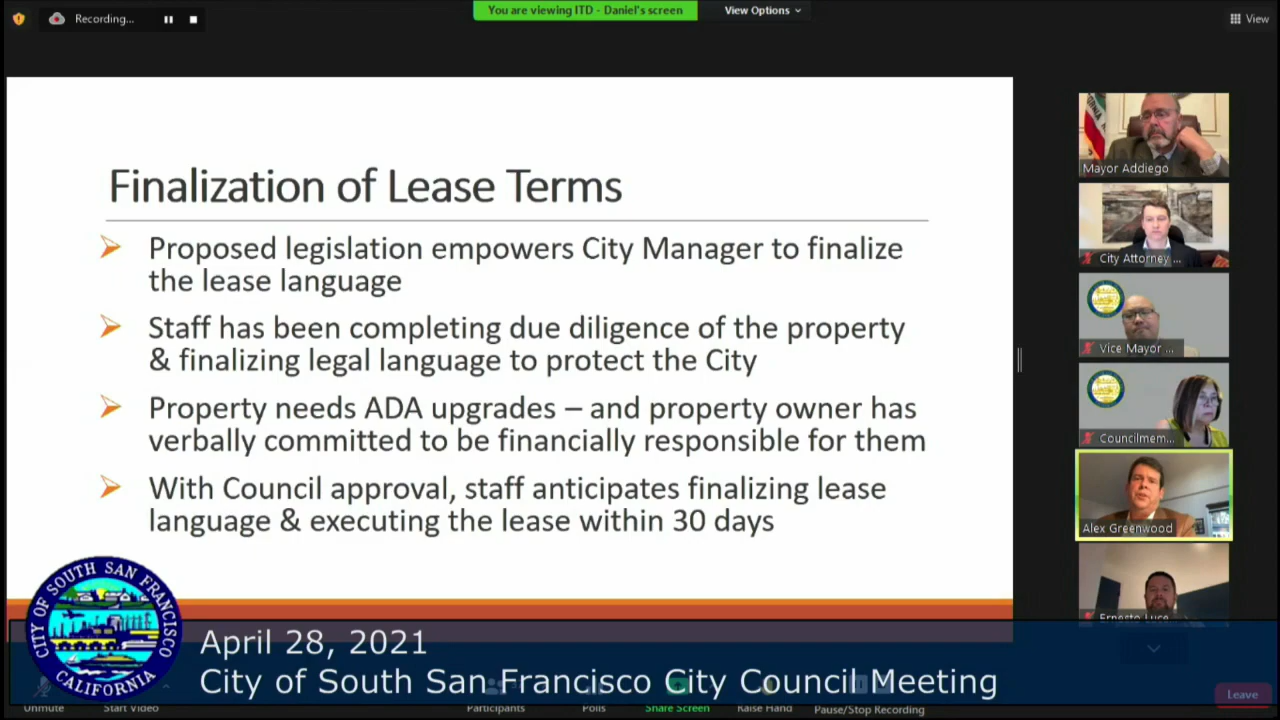 Recording...
You are viewing ITD - Daniel's screen
View Options
View
Finalization of Lease Terms
Proposed legislation empowers City Manager to finalize
the lease language
Staff has been completing due diligence of the property
& finalizing legal language to protect the City
Property needs ADA upgrades – and property owner has
verbally committed to be financially responsible for them
With Council approval, staff anticipates finalizing lease
language & executing the lease within 30 days
Mayor Addiego
City Attorney ...
Vice Mayor ...
Councilmem...
Alex Greenwood
Ernesto Luce
CITY OF SOUTH SAN FRANCISCO
CALIFORNIA
April 28, 2021
City of South San Francisco City Council Meeting
Unmute
Start Video
Participants
Polls
Share Screen
Raise Hand
Pause/Stop Recording
Leave